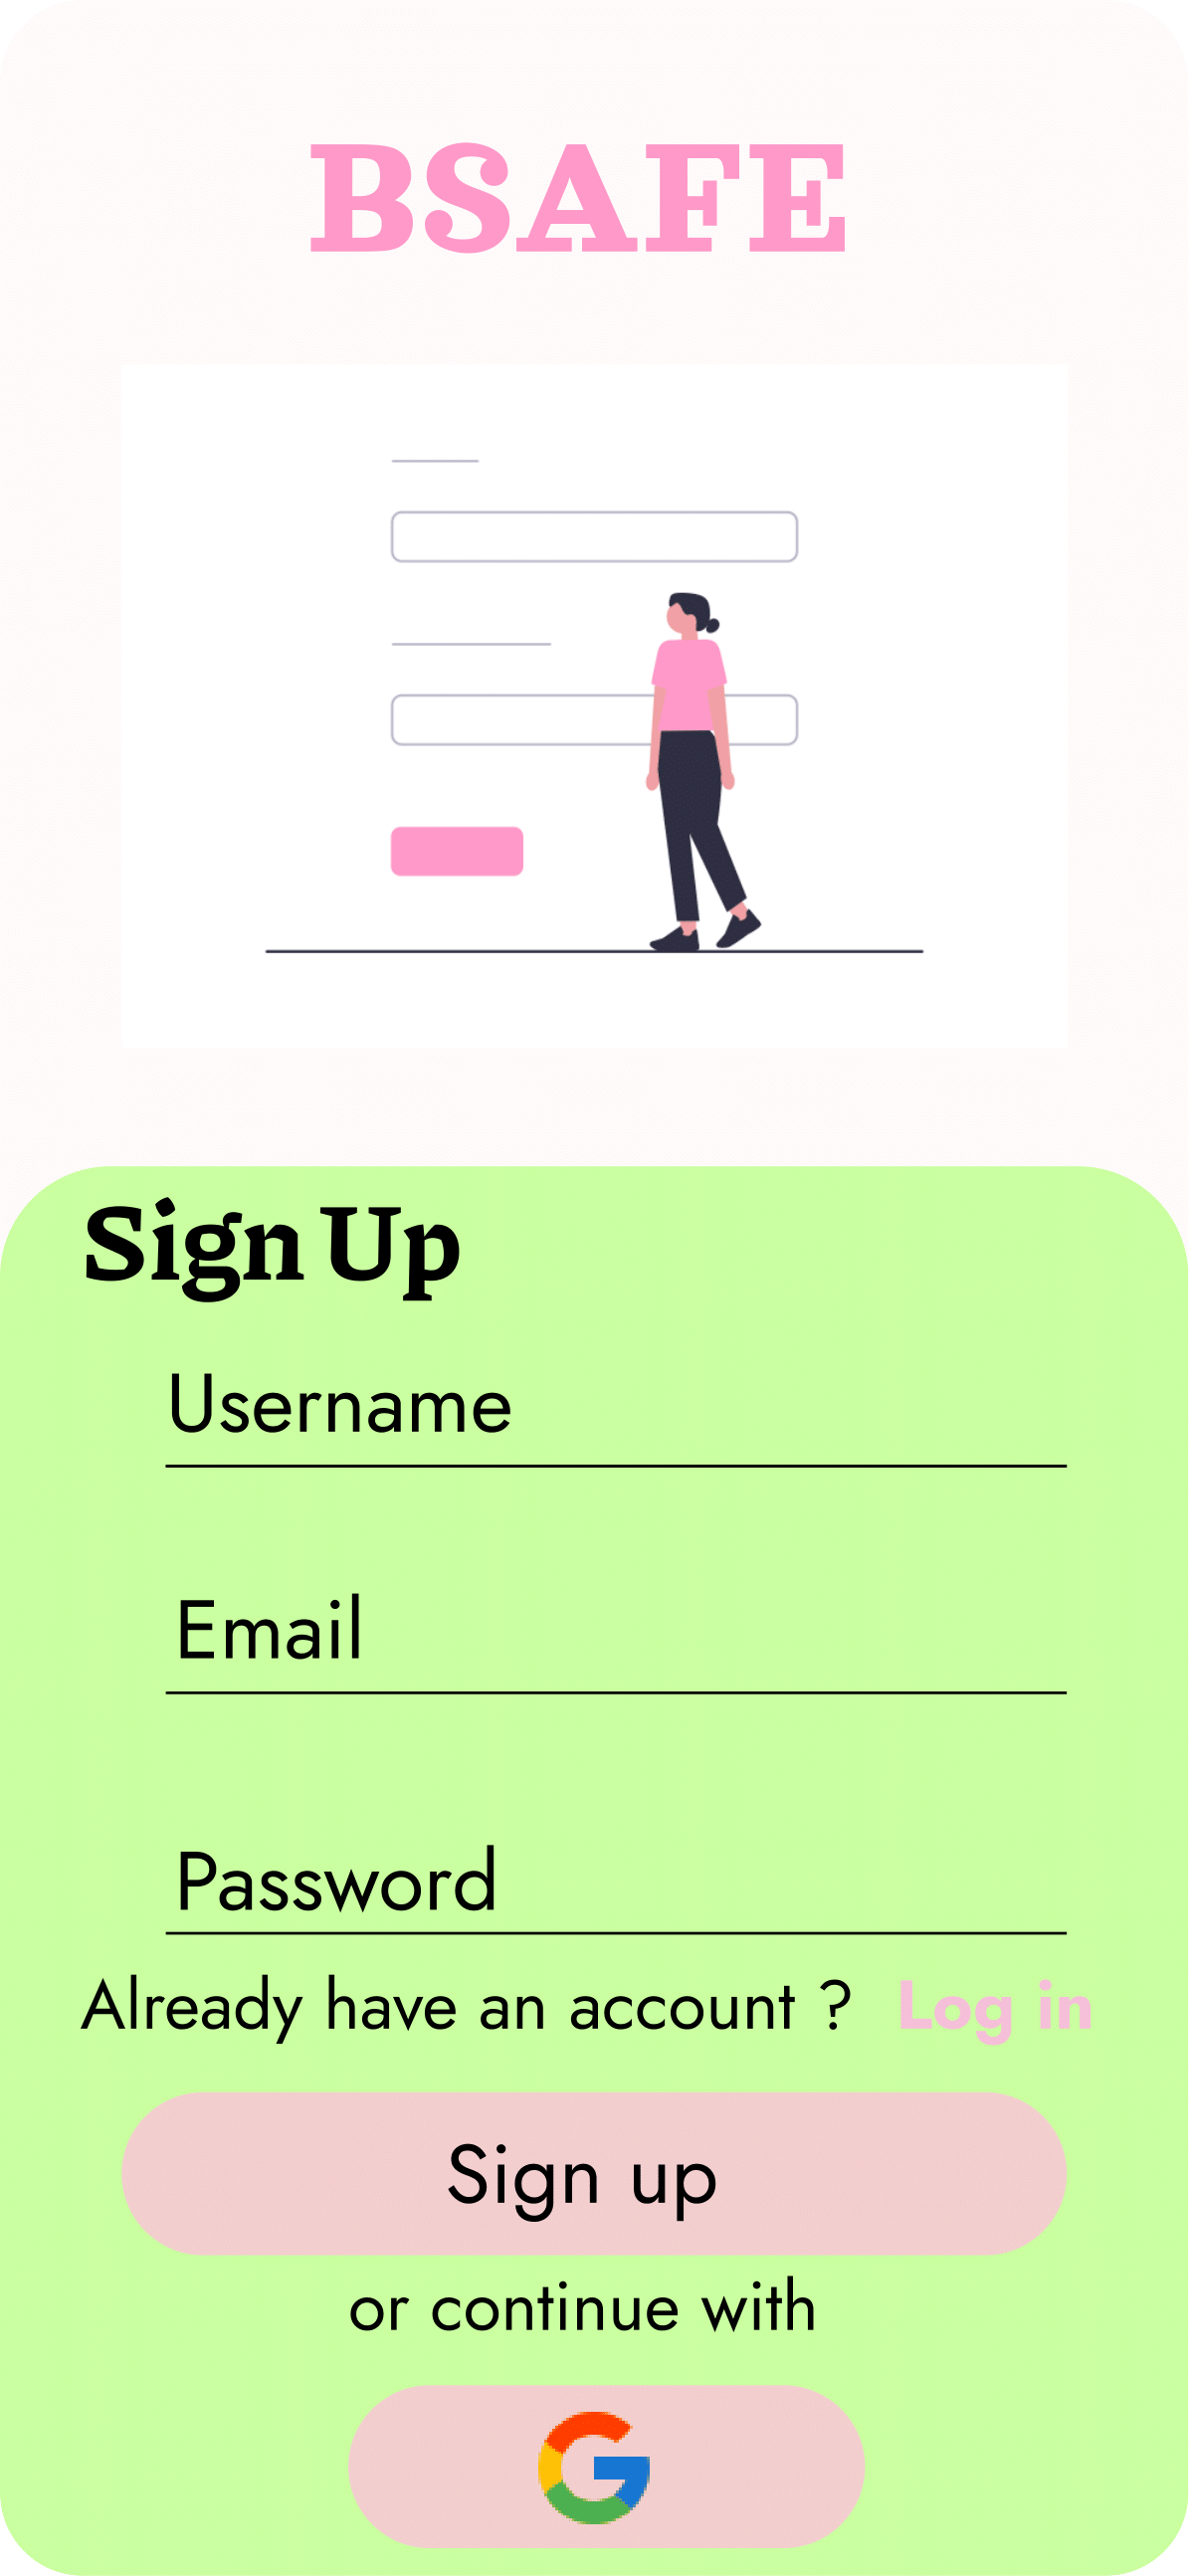 BSAFE
Sign Up
Username
Email
Password
Already have an account ? Log in
Sign up
or continue with